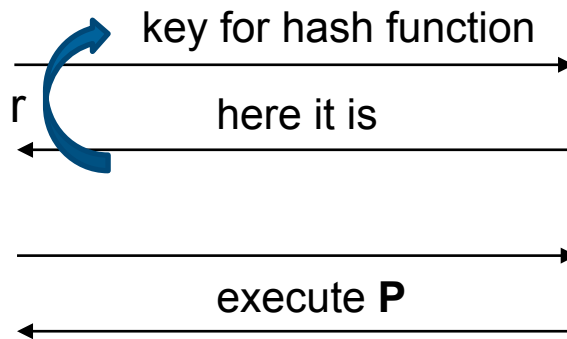 key for hash function
r
here it is
execute P